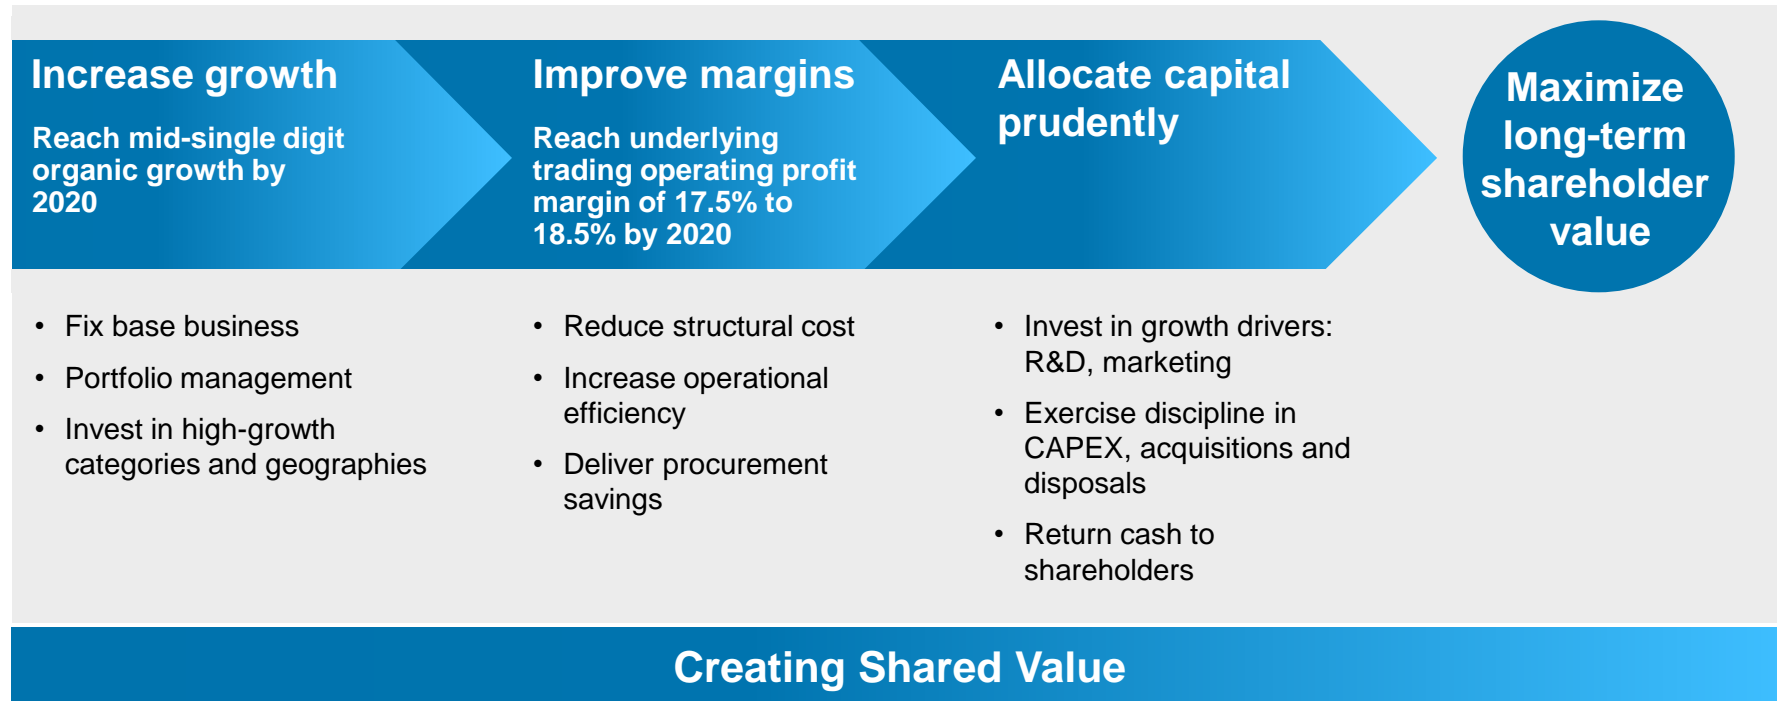 Increase growth
Reach mid-single digit
organic growth by
2020
Improve margins
Reach underlying
trading operating profit
margin of 17.5% to
18.5% by 2020
Allocate capital
prudently
Maximize
long-term
shareholder
value
• Fix base business
• Portfolio management
• Invest in high-growth
categories and geographies
• Reduce structural cost
• Increase operational
efficiency
• Deliver procurement
savings
• Invest in growth drivers:
R&D, marketing
• Exercise discipline in
CAPEX, acquisitions and
disposals
• Return cash to
shareholders
Creating Shared Value